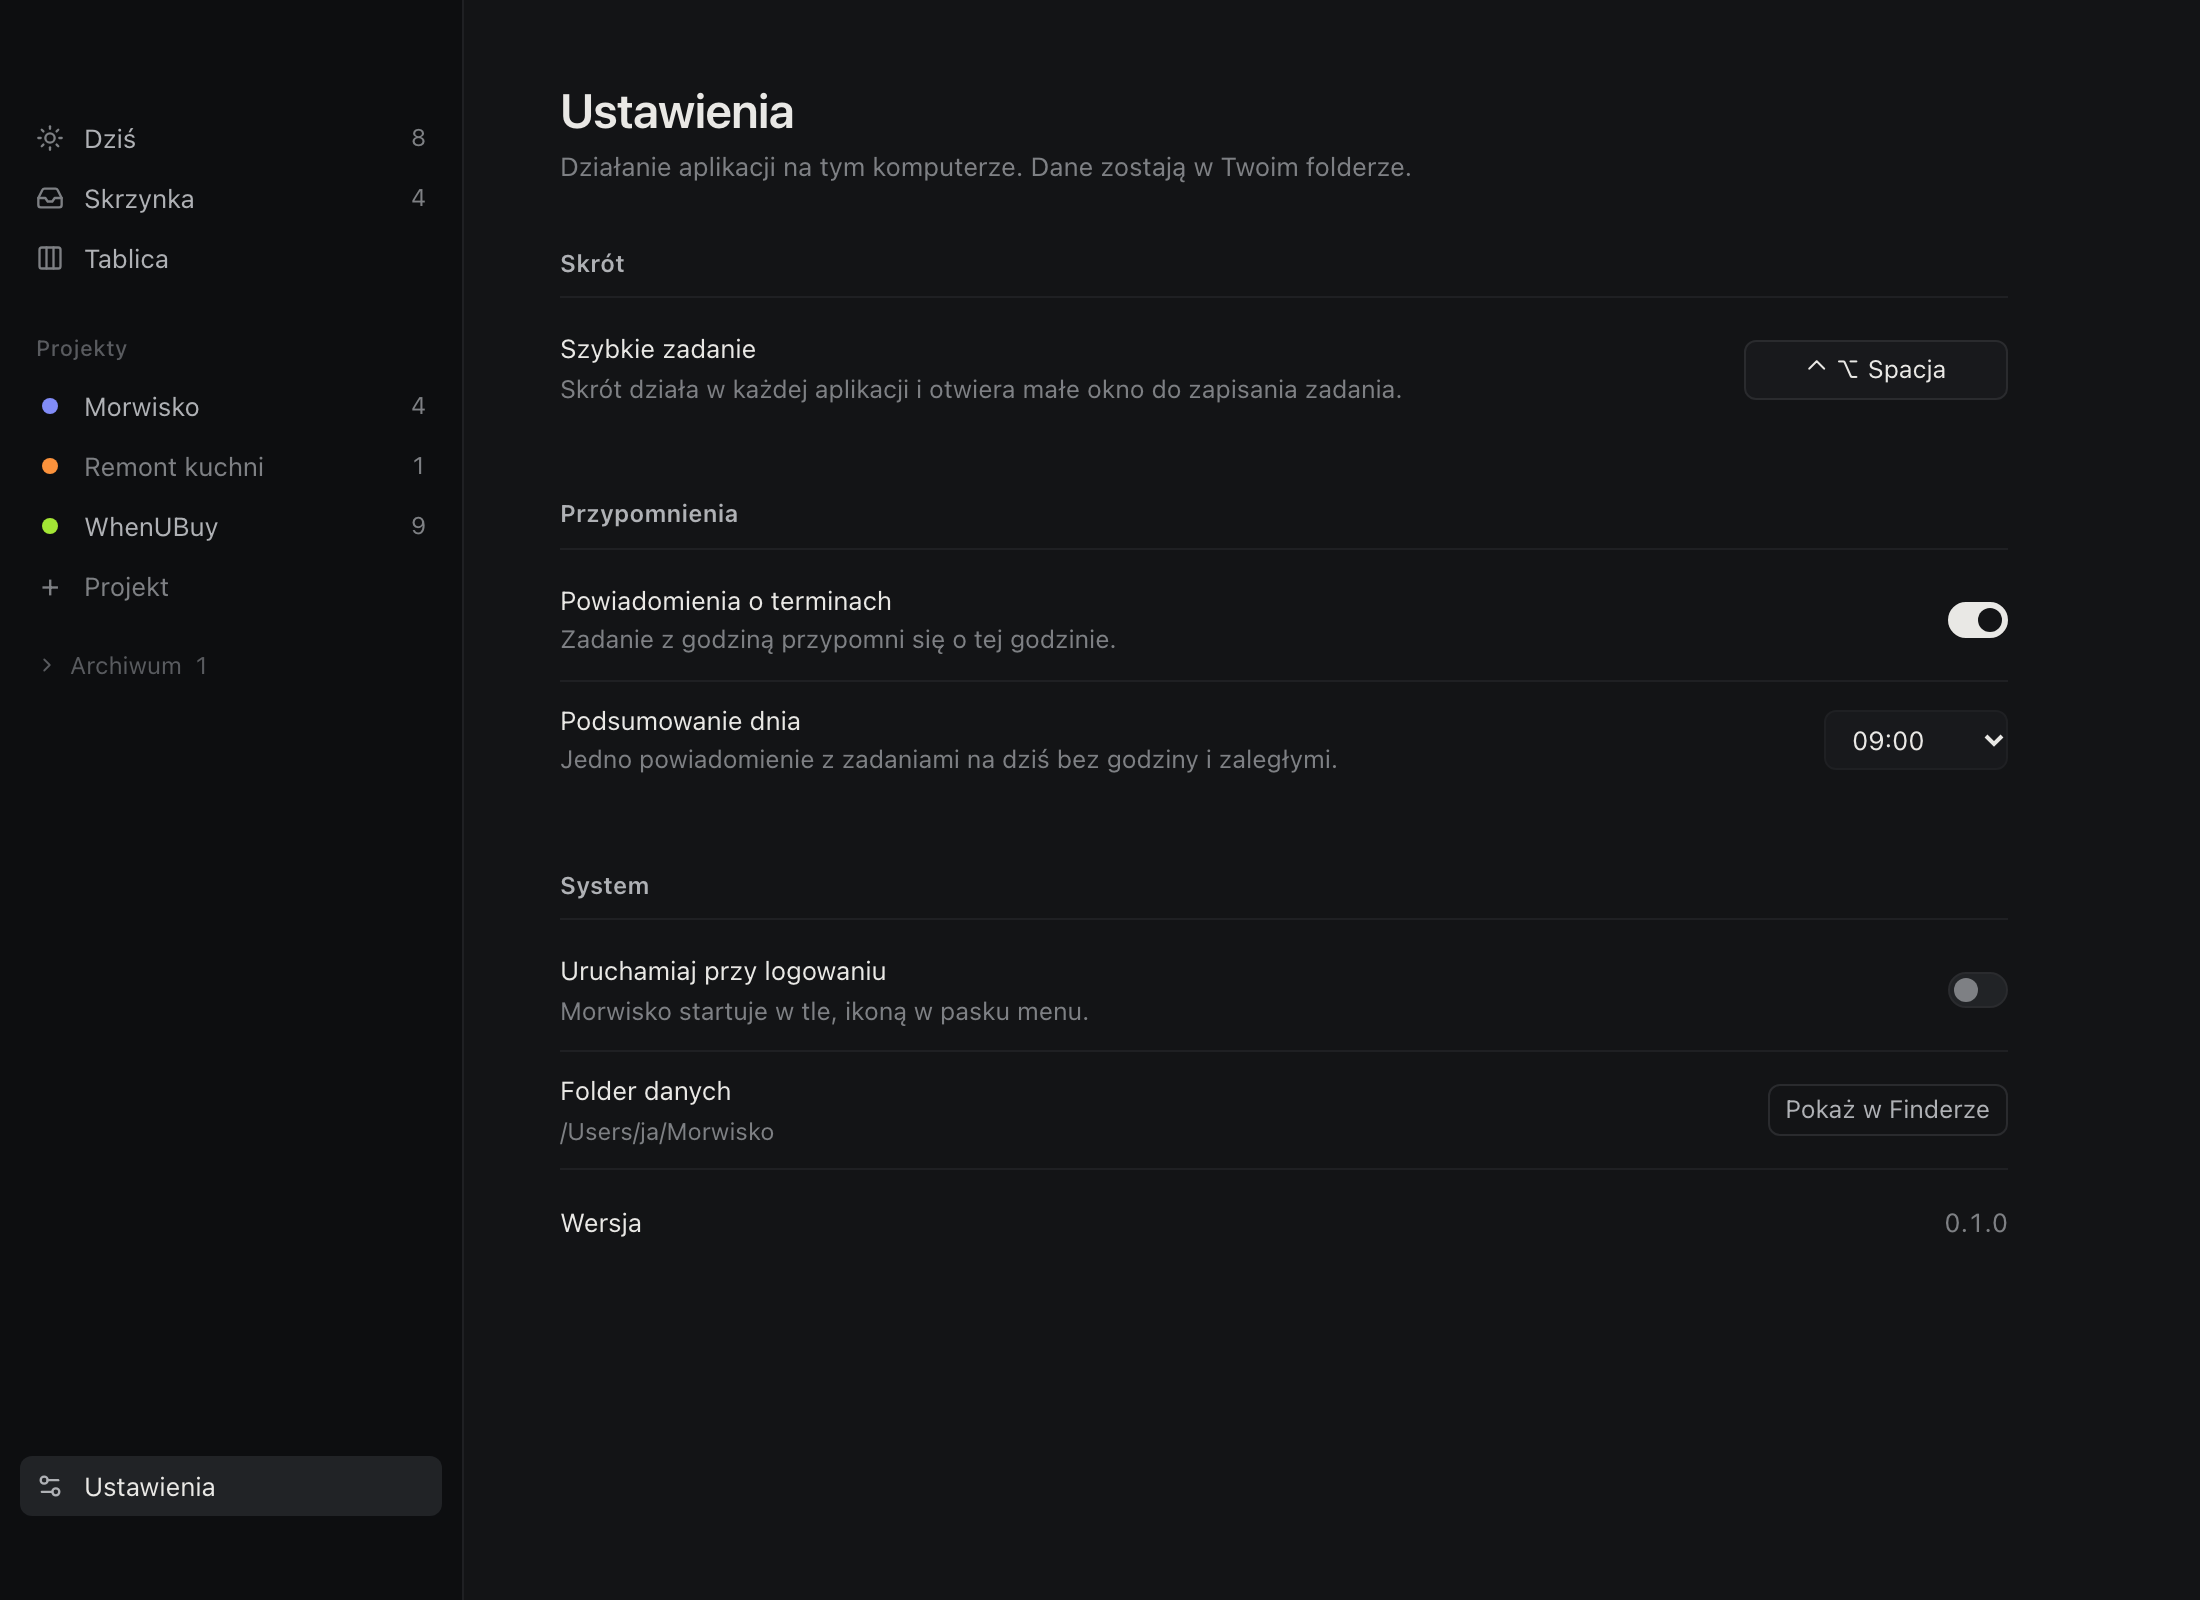 Dziś 8
Skrzynka 4
Tablica
Projekty
Morwisko 4
Remont kuchni 1
WhenUBuy 9
+ Projekt
Archiwum 1
Ustawienia
Ustawienia
Działanie aplikacji na tym komputerze. Dane zostają w Twoim folderze.
Skrót
Szybkie zadanie
Skrót działa w każdej aplikacji i otwiera małe okno do zapisania zadania.
⌃ ⌥ Spacja
Przypomnienia
Powiadomienia o terminach
Zadanie z godziną przypomni się o tej godzinie.
Podsumowanie dnia
Jedno powiadomienie z zadaniami na dziś bez godziny i zaległymi.
09:00
System
Uruchamiaj przy logowaniu
Morwisko startuje w tle, ikoną w pasku menu.
Folder danych
/Users/ja/Morwisko
Pokaż w Finderze
Wersja
0.1.0